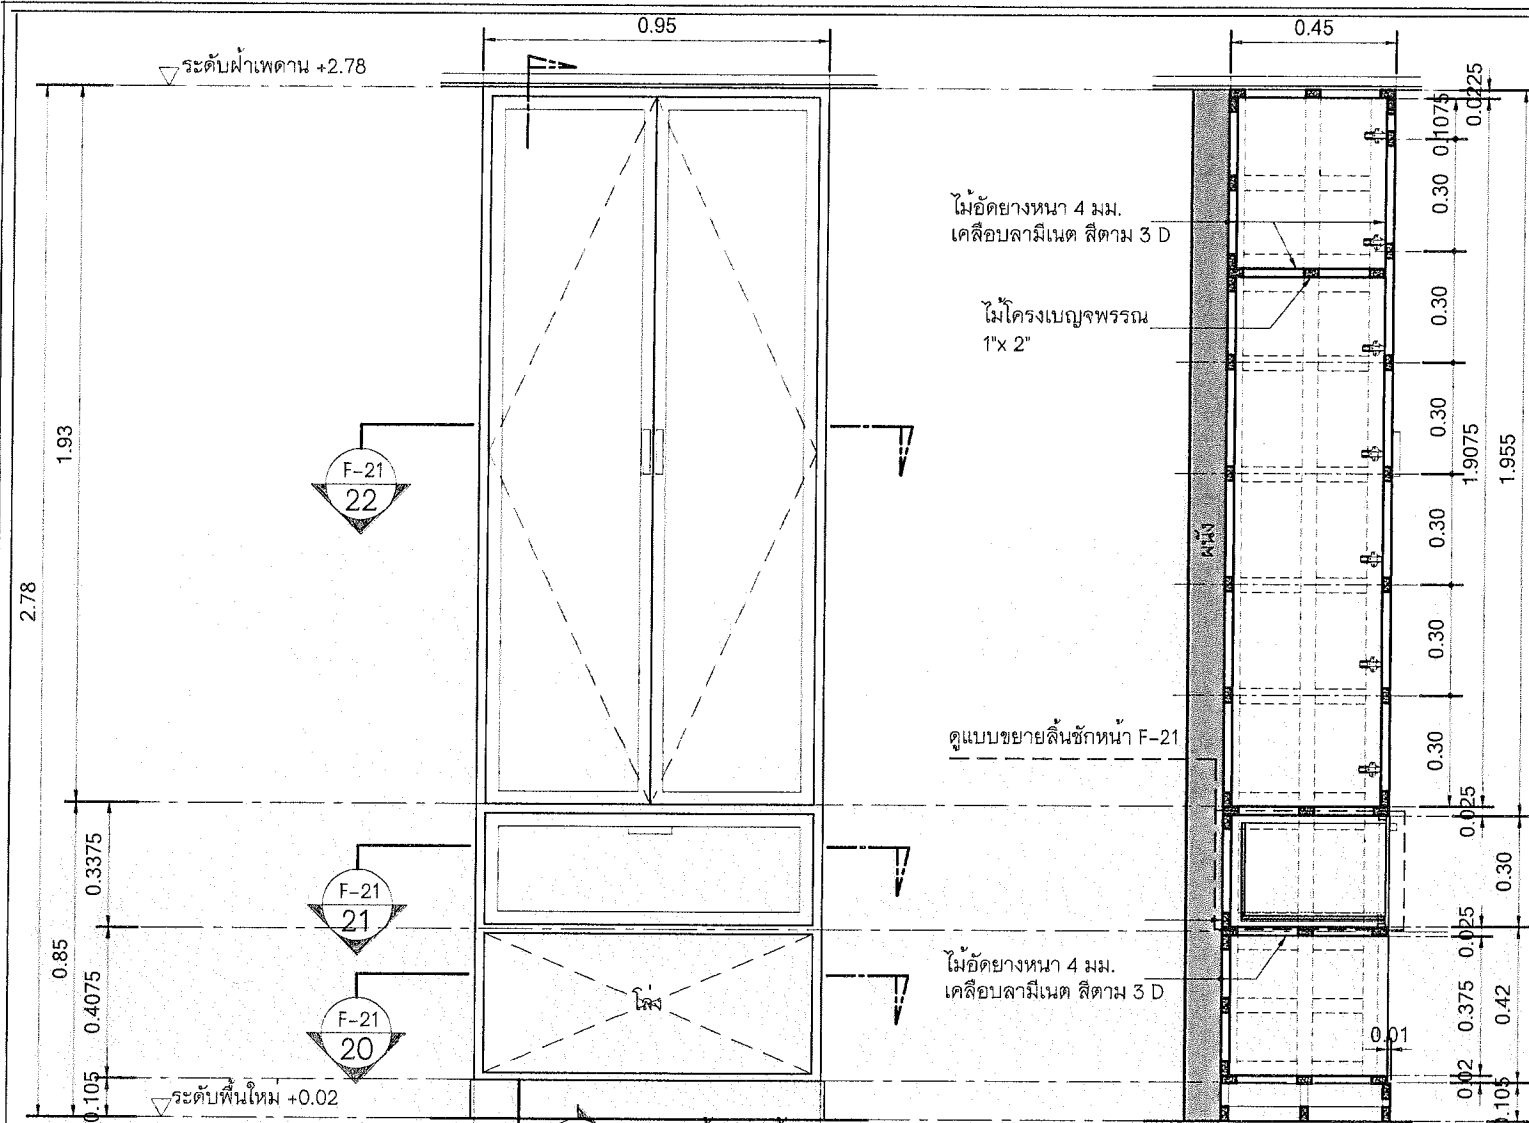 0.95
0.45
ระดับฝ้าเพดาน +2.78
0.0225
0.1075
0.30
ไม้อัดยางหนา 4 มม.
เคลือบลามิเนต สีตาม 3 D
0.30
ไม้โครงเบญจพรรณ
1"x 2"
0.30
1.93
F-21
22
1.9075
1.955
ผนัง
0.30
2.78
0.30
ดูแบบขยายลิ้นชักหน้า F-21
0.30
0.025
0.3375
F-21
21
0.30
0.85
0.025
0.4075
ไม้อัดยางหนา 4 มม.
เคลือบลามิเนต สีตาม 3 D
โล่ง
0.375
0.42
F-21
20
0.01
0.02
ระดับพื้นใหม่ +0.02
0.105
0.105